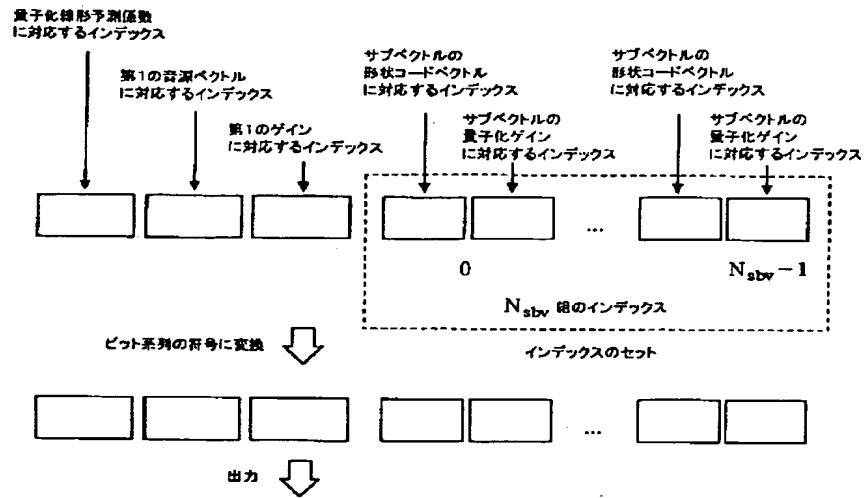 量子化線形予測係数
に対応するインデックス
第1の音源ベクトル
に対応するインデックス
第1のゲイン
に対応するインデックス
サブベクトルの
形状コードベクトル
に対応するインデックス
サブベクトルの
量子化ゲイン
に対応するインデックス
サブベクトルの
形状コードベクトル
に対応するインデックス
サブベクトルの
量子化ゲイン
に対応するインデックス
...
0
Nsbv－1
Nsbv 組のインデックス
ビット系列の符号に変換
インデックスのセット
...
出力